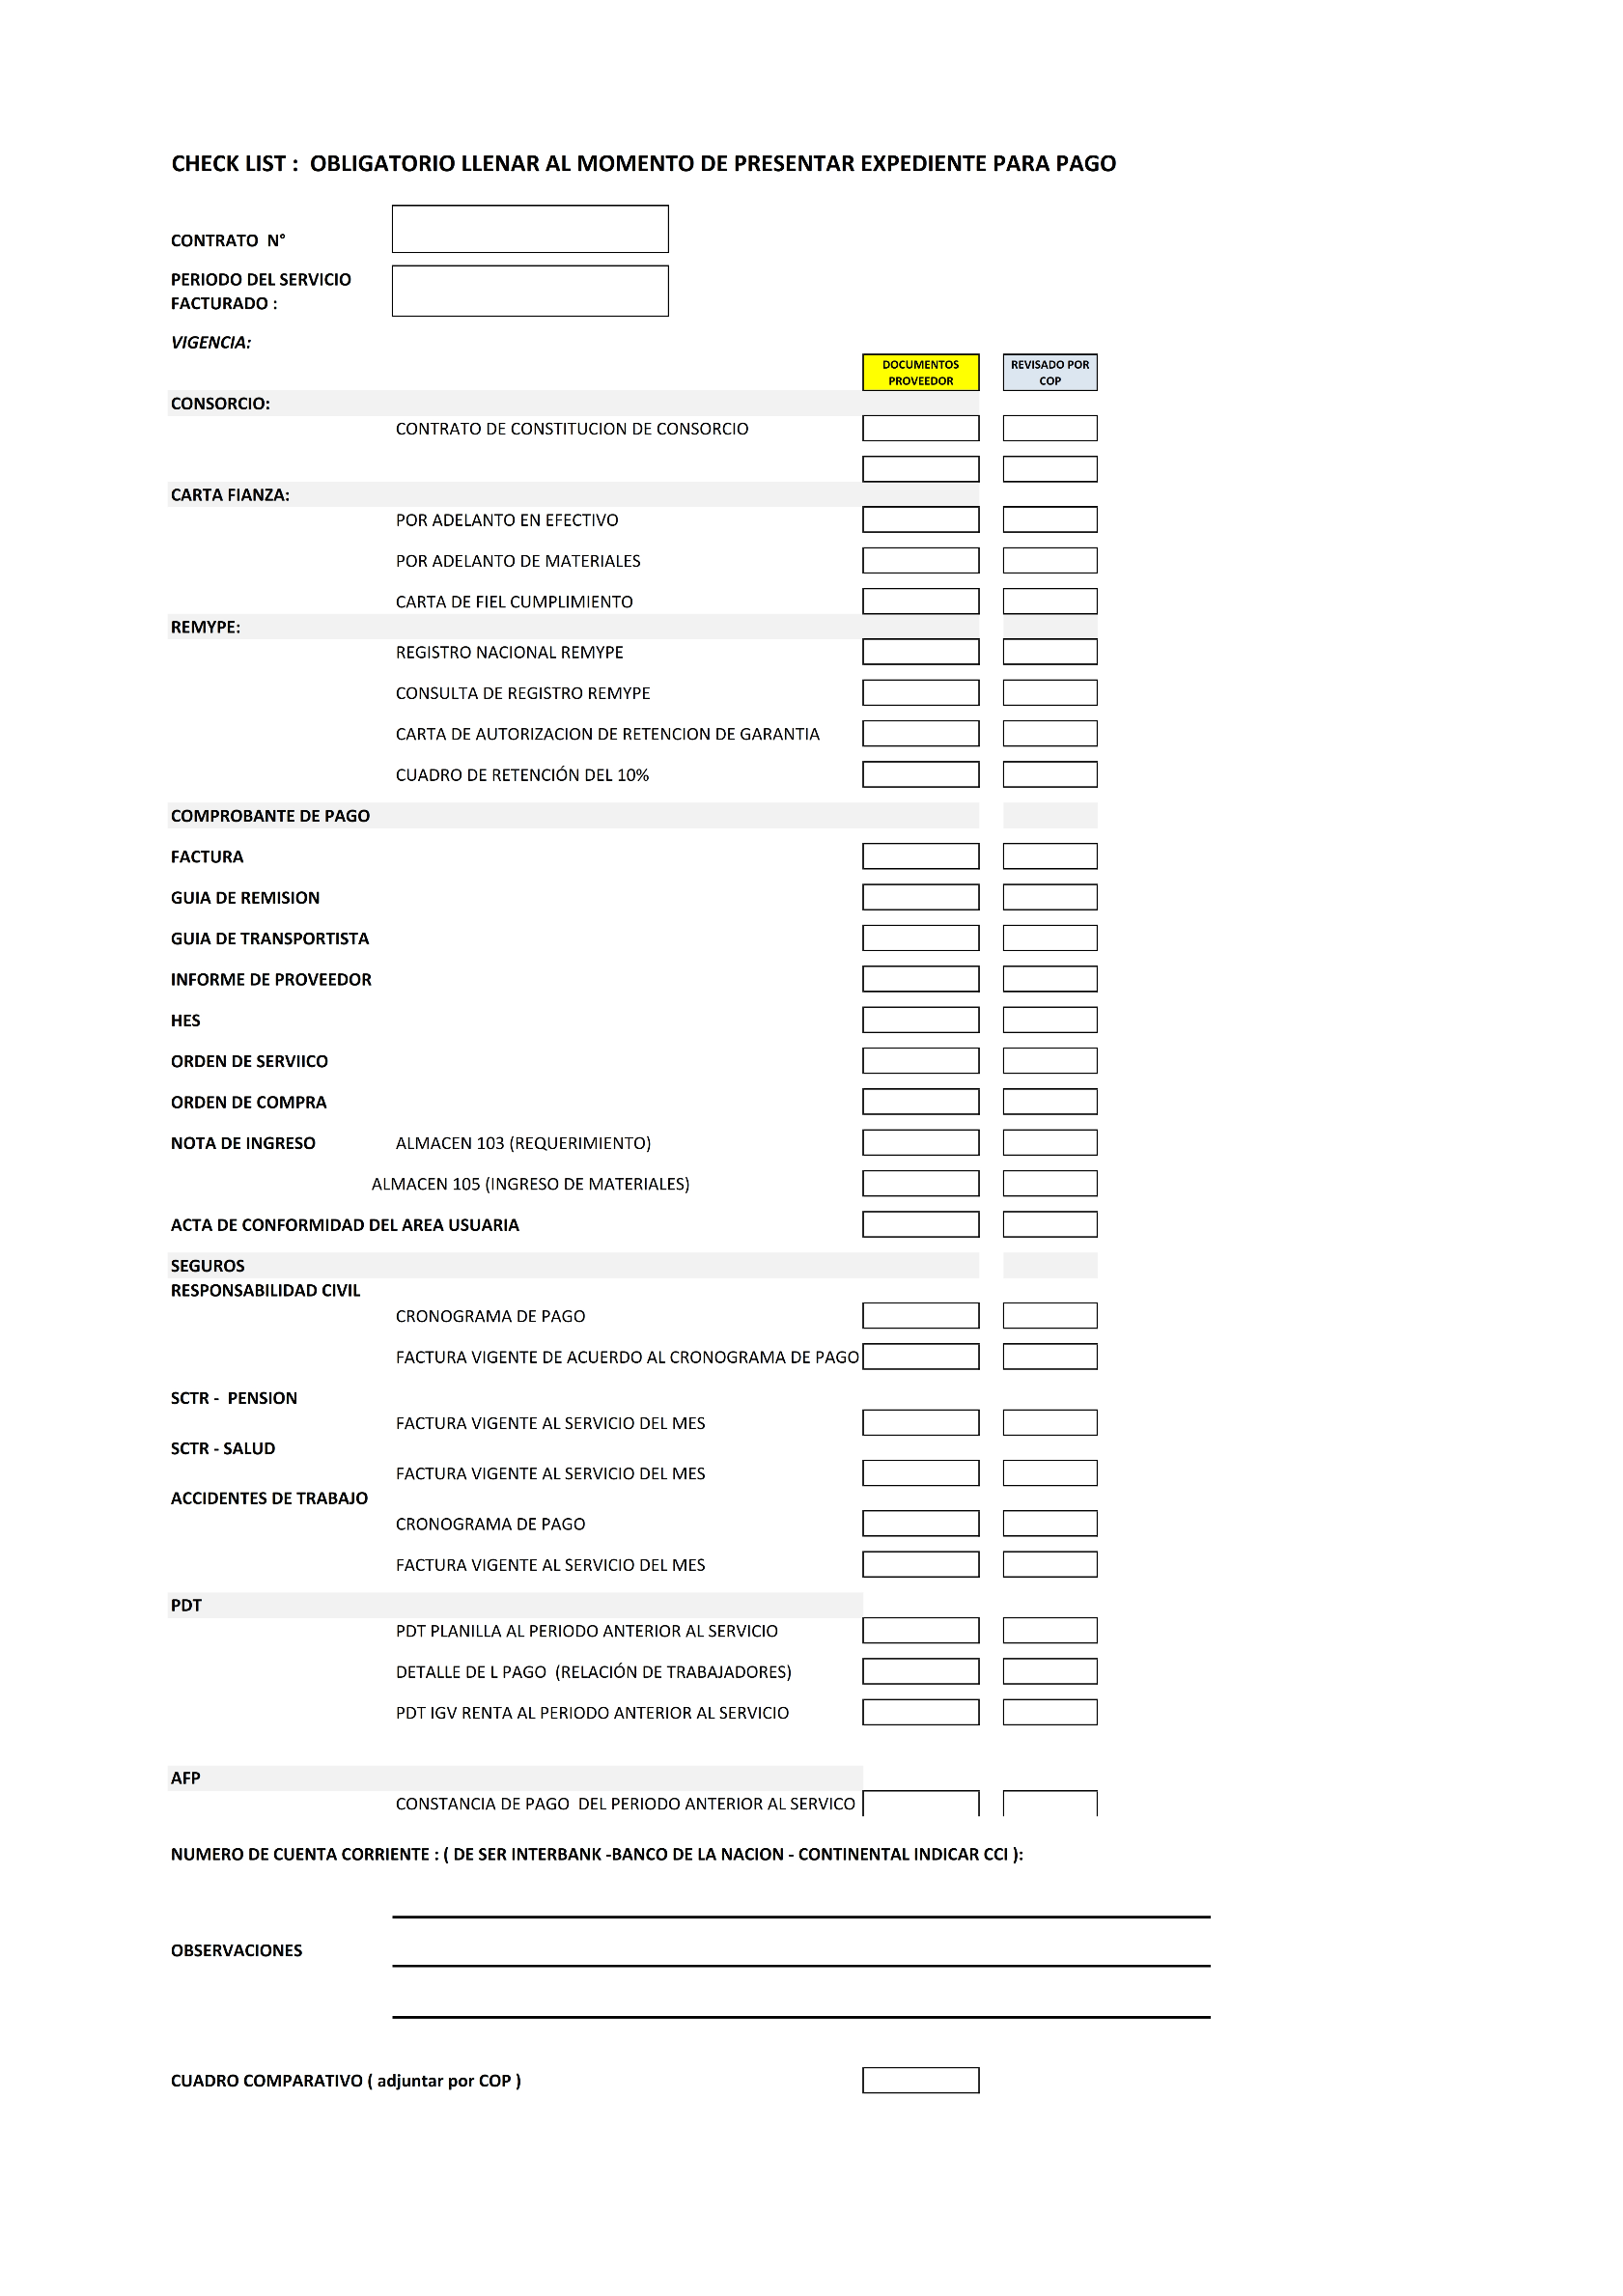 CHECK LIST :  OBLIGATORIO LLENAR AL MOMENTO DE PRESENTAR EXPEDIENTE PARA PAGO
CONTRATO  N°
PERIODO DEL SERVICIO
FACTURADO :
VIGENCIA:
DOCUMENTOS
PROVEEDOR
REVISADO POR
COP
CONSORCIO:
CONTRATO DE CONSTITUCION DE CONSORCIO
CARTA FIANZA:
POR ADELANTO EN EFECTIVO
POR ADELANTO DE MATERIALES
CARTA DE FIEL CUMPLIMIENTO
REMYPE:
REGISTRO NACIONAL REMYPE
CONSULTA DE REGISTRO REMYPE
CARTA DE AUTORIZACION DE RETENCION DE GARANTIA
CUADRO DE RETENCIÓN DEL 10%
COMPROBANTE DE PAGO
FACTURA
GUIA DE REMISION
GUIA DE TRANSPORTISTA
INFORME DE PROVEEDOR
HES
ORDEN DE SERVIICO
ORDEN DE COMPRA
NOTA DE INGRESO ALMACEN 103 (REQUERIMIENTO)
ALMACEN 105 (INGRESO DE MATERIALES)
ACTA DE CONFORMIDAD DEL AREA USUARIA
SEGUROS
RESPONSABILIDAD CIVIL
CRONOGRAMA DE PAGO
FACTURA VIGENTE DE ACUERDO AL CRONOGRAMA DE PAGO
SCTR -  PENSION
FACTURA VIGENTE AL SERVICIO DEL MES
SCTR - SALUD
FACTURA VIGENTE AL SERVICIO DEL MES
ACCIDENTES DE TRABAJO
CRONOGRAMA DE PAGO
FACTURA VIGENTE AL SERVICIO DEL MES
PDT
PDT PLANILLA AL PERIODO ANTERIOR AL SERVICIO
DETALLE DE L PAGO  (RELACIÓN DE TRABAJADORES)
PDT IGV RENTA AL PERIODO ANTERIOR AL SERVICIO
AFP
CONSTANCIA DE PAGO  DEL PERIODO ANTERIOR AL SERVICO
NUMERO DE CUENTA CORRIENTE : ( DE SER INTERBANK -BANCO DE LA NACION - CONTINENTAL INDICAR CCI ):
OBSERVACIONES
CUADRO COMPARATIVO ( adjuntar por COP )